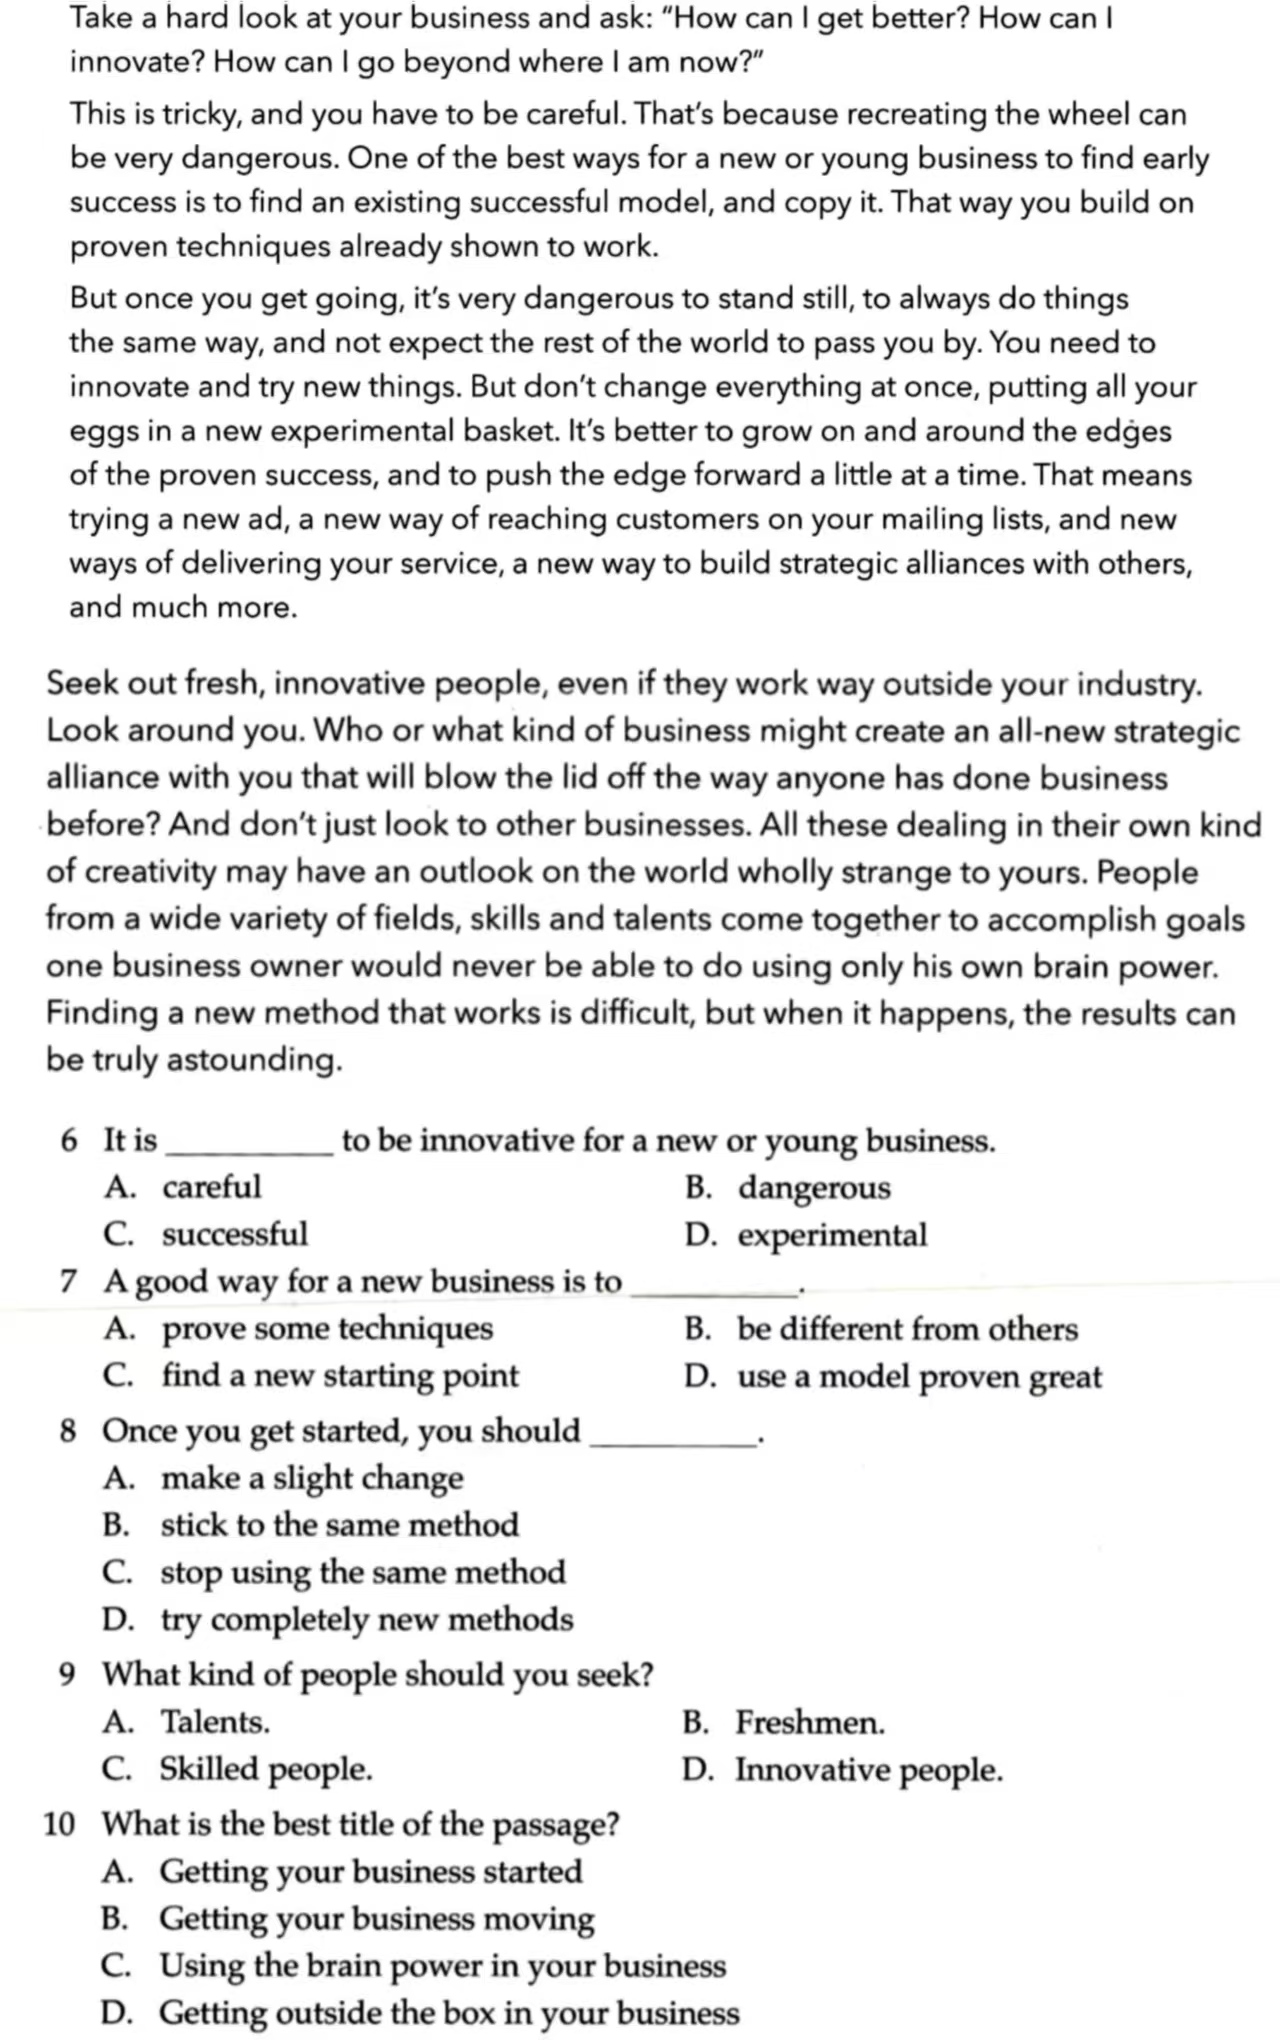 Take a hard look at your business and ask: “How can I get better? How can I
innovate? How can I go beyond where I am now?”
This is tricky, and you have to be careful. That’s because recreating the wheel can
be very dangerous. One of the best ways for a new or young business to find early
success is to find an existing successful model, and copy it. That way you build on
proven techniques already shown to work.
But once you get going, it’s very dangerous to stand still, to always do things
the same way, and not expect the rest of the world to pass you by. You need to
innovate and try new things. But don’t change everything at once, putting all your
eggs in a new experimental basket. It’s better to grow on and around the edges
of the proven success, and to push the edge forward a little at a time. That means
trying a new ad, a new way of reaching customers on your mailing lists, and new
ways of delivering your service, a new way to build strategic alliances with others,
and much more.
Seek out fresh, innovative people, even if they work way outside your industry.
Look around you. Who or what kind of business might create an all-new strategic
alliance with you that will blow the lid off the way anyone has done business
before? And don’t just look to other businesses. All these dealing in their own kind
of creativity may have an outlook on the world wholly strange to yours. People
from a wide variety of fields, skills and talents come together to accomplish goals
one business owner would never be able to do using only his own brain power.
Finding a new method that works is difficult, but when it happens, the results can
be truly astounding.
6 It is __________ to be innovative for a new or young business.
A. careful B. dangerous
C. successful D. experimental
7 A good way for a new business is to __________.
A. prove some techniques B. be different from others
C. find a new starting point D. use a model proven great
8 Once you get started, you should __________.
A. make a slight change
B. stick to the same method
C. stop using the same method
D. try completely new methods
9 What kind of people should you seek?
A. Talents. B. Freshmen.
C. Skilled people. D. Innovative people.
10 What is the best title of the passage?
A. Getting your business started
B. Getting your business moving
C. Using the brain power in your business
D. Getting outside the box in your business